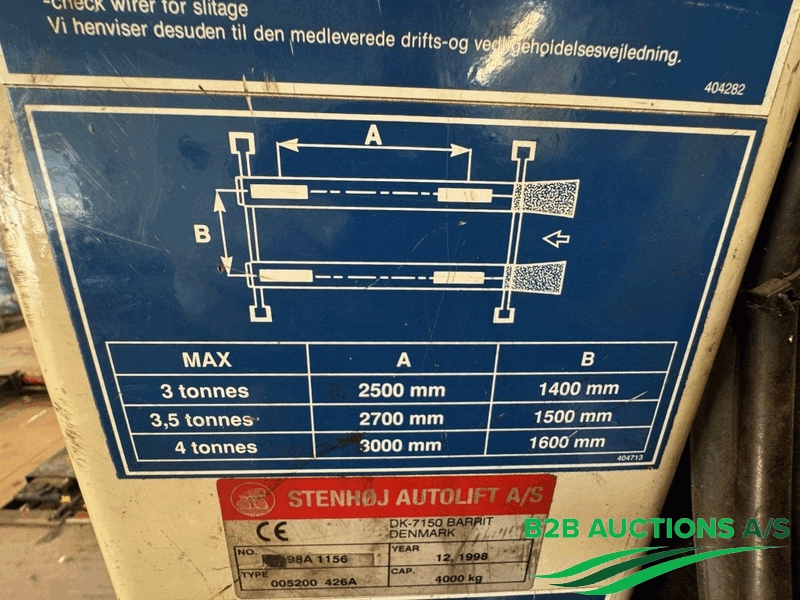 -check wirer for slitage
Vi henviser desuden til den medleverede drifts-og vedligeholdelsesvejledning.
404282
A
B
MAX A B
3 tonnes 2500 mm 1400 mm
3,5 tonnes 2700 mm 1500 mm
4 tonnes 3000 mm 1600 mm
404713
STENHØJ AUTOLIFT A/S
CE DK-7150 BARRIT
DENMARK
NO. 98A 1156 YEAR 12, 1998
TYPE 005200 426A CAP. 4000 kg
B2B AUCTIONS A/S